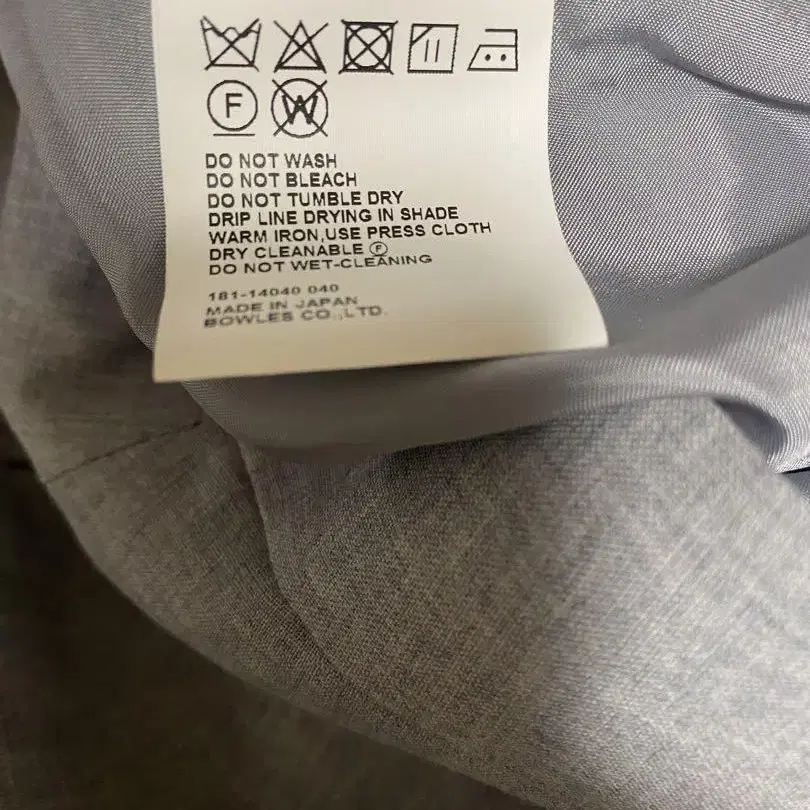 F W
DO NOT WASH
DO NOT BLEACH
DO NOT TUMBLE DRY
DRIP LINE DRYING IN SHADE
WARM IRON,USE PRESS CLOTH
DRY CLEANABLE Ⓕ
DO NOT WET-CLEANING
181-14040 040
MADE IN JAPAN
BOWLES CO.,LTD.